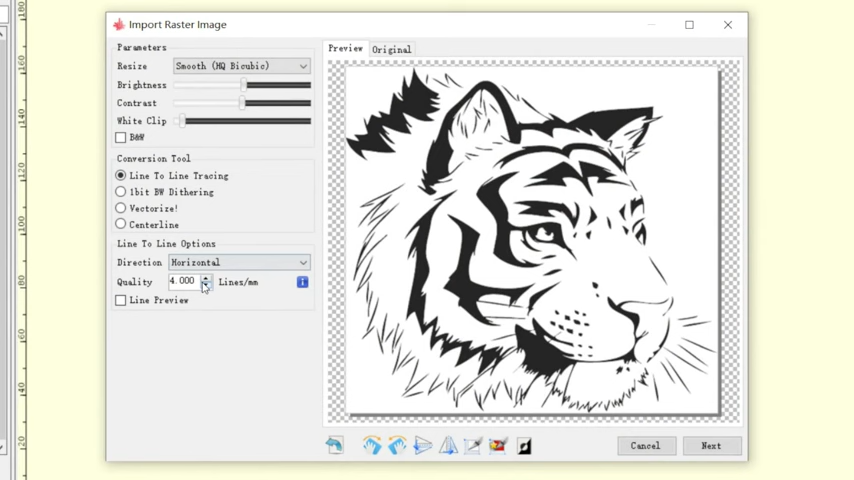 Import Raster Image
Parameters
Resize Smooth (HQ Bicubic)
Brightness
Contrast
White Clip
B&W
Conversion Tool
Line To Line Tracing
1bit BW Dithering
Vectorize!
Centerline
Line To Line Options
Direction Horizontal
Quality 4.000 Lines/mm
Line Preview
Preview Original
Cancel Next
180
160
140
120
100
80
60
40
120